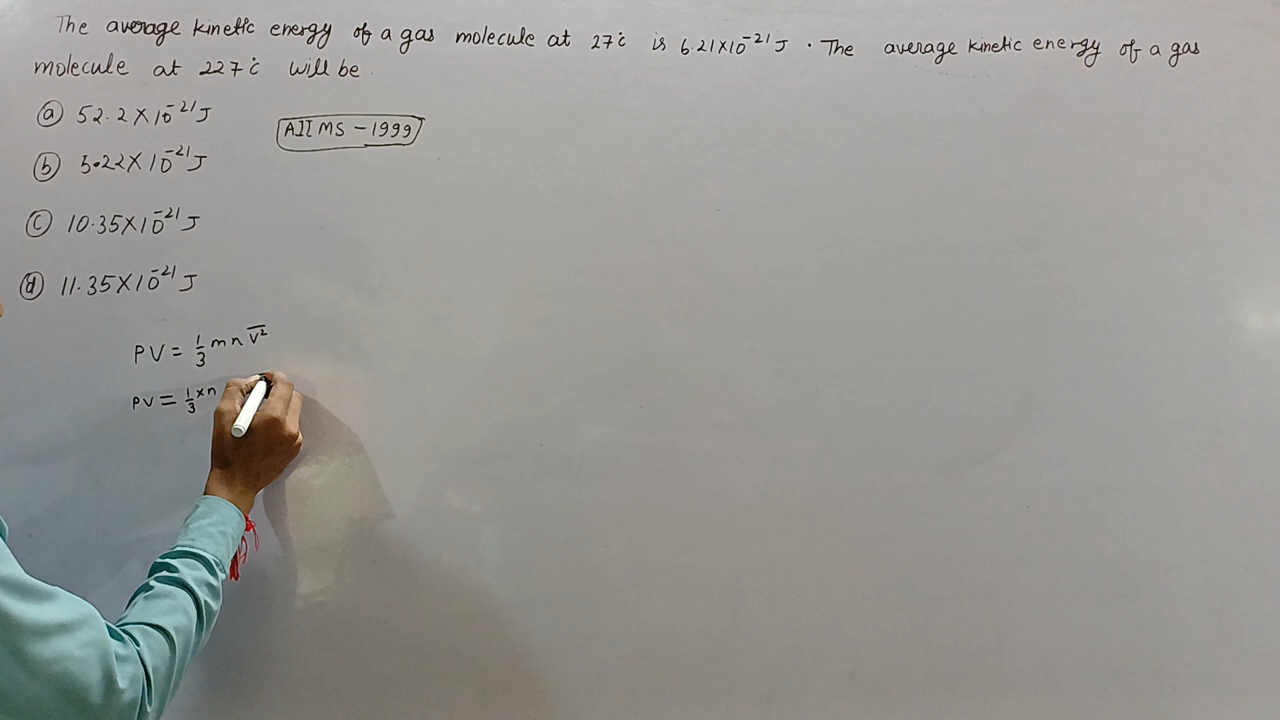 The average kinetic energy of a gas molecule at 27°c is 6.21×10⁻²¹J . The average kinetic energy of a gas
molecule at 227°c will be
ⓐ 52.2×10⁻²¹J
AIIMS - 1999
ⓑ 5.22×10⁻²¹J
ⓒ 10.35×10⁻²¹J
ⓓ 11.35×10⁻²¹J
PV = 1/3 m n v̅²
PV = 1/3 × n